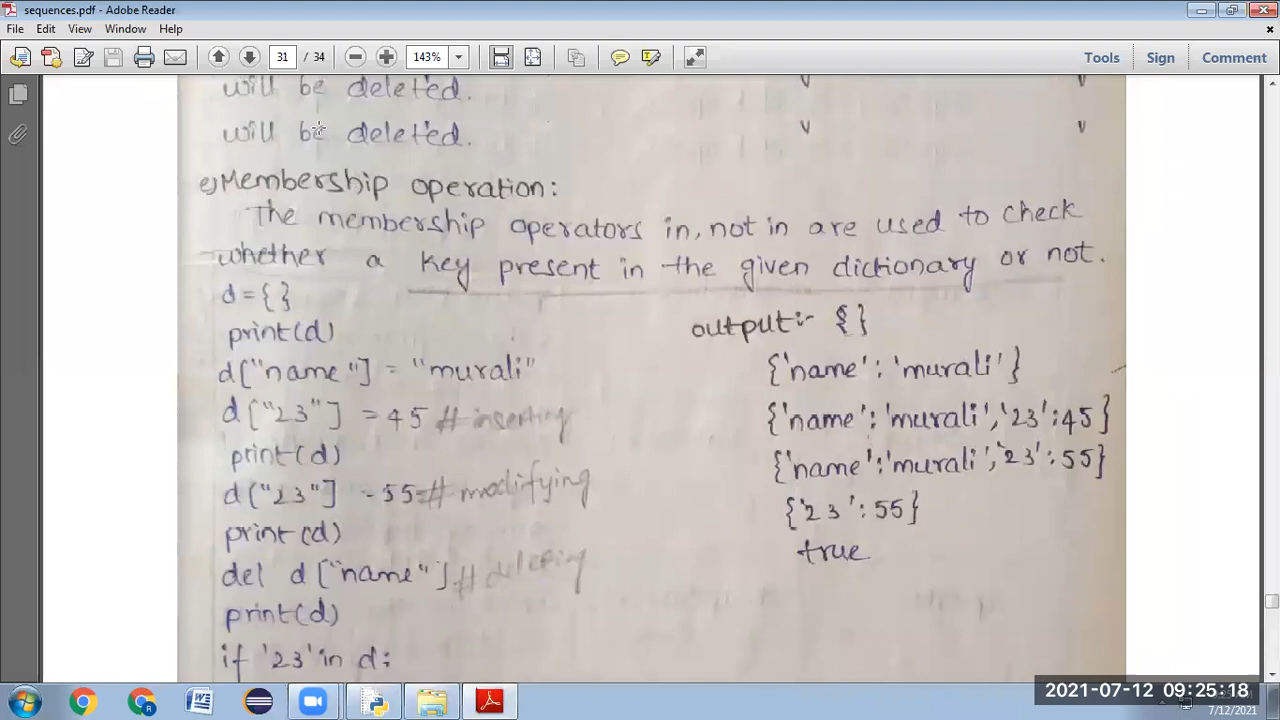 sequences.pdf - Adobe Reader
File Edit View Window Help
31 / 34 143% Tools Sign Comment
will be deleted.
will be deleted.
e) Membership operation:
The membership operators in, not in are used to check
whether a key present in the given dictionary or not.
d={}
print(d)
d["name"] = "murali"
d["23"] = 45 # inserting
print(d)
d["23"] = 55 # modifying
print(d)
del d["name"] # deleting
print(d)
if '23' in d:
output:- {}
{'name': 'murali'}
{'name': 'murali', '23': 45}
{'name': 'murali', '23': 55}
{'23': 55}
true
2021-07-12 09:25:18
7/12/2021